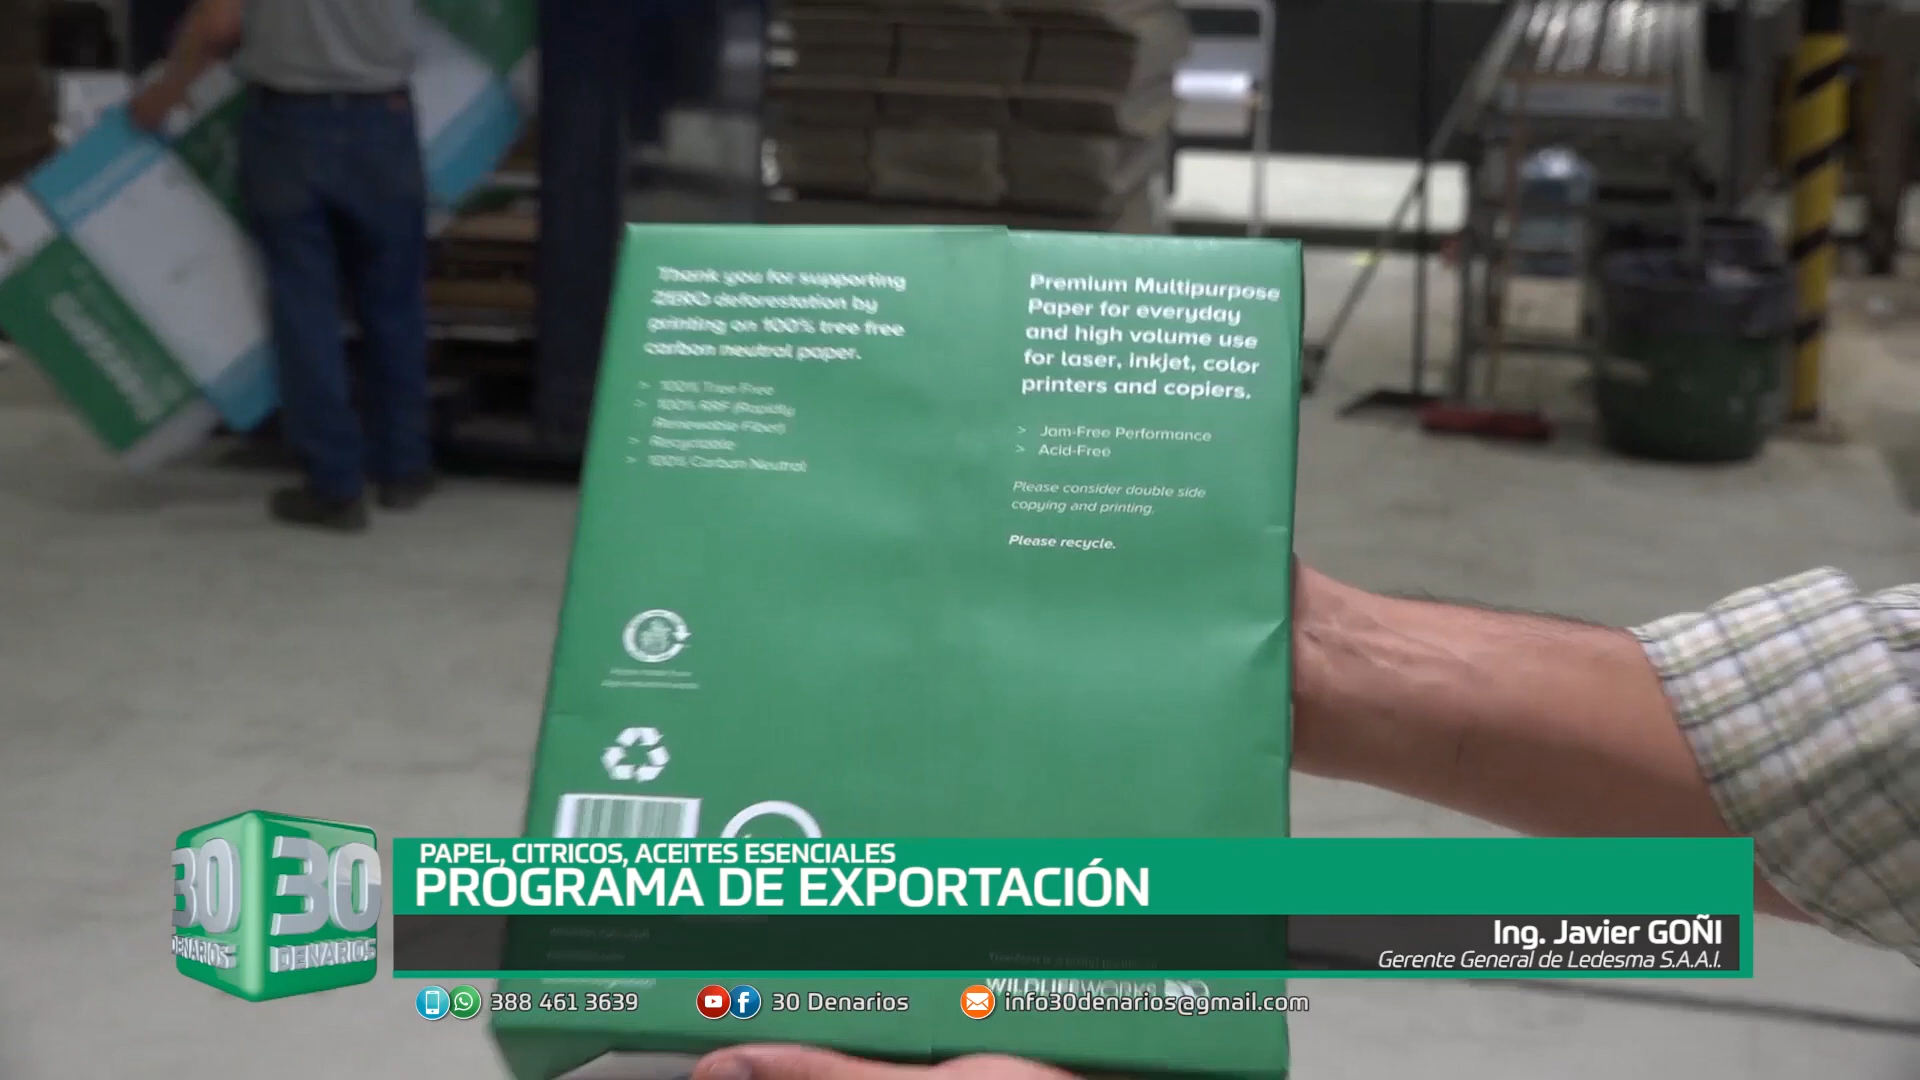 Thank you for supporting
ZERO deforestation by
printing on 100% tree free
carbon neutral paper.
> 100% Tree Free
> 100% RRF (Rapidly
Renewable Fiber)
> Recyclable
> 100% Carbon Neutral
Premium Multipurpose
Paper for everyday
and high volume use
for laser, inkjet, color
printers and copiers.
> Jam-Free Performance
> Acid-Free
Please consider double side
copying and printing.
Please recycle.
30 30
DENARIOS DENARIOS
PAPEL, CITRICOS, ACEITES ESENCIALES
PROGRAMA DE EXPORTACIÓN
Ing. Javier GOÑI
Gerente General de Ledesma S.A.A.I.
WILDLIFE WORKS
388 461 3639 30 Denarios info30denarios@gmail.com